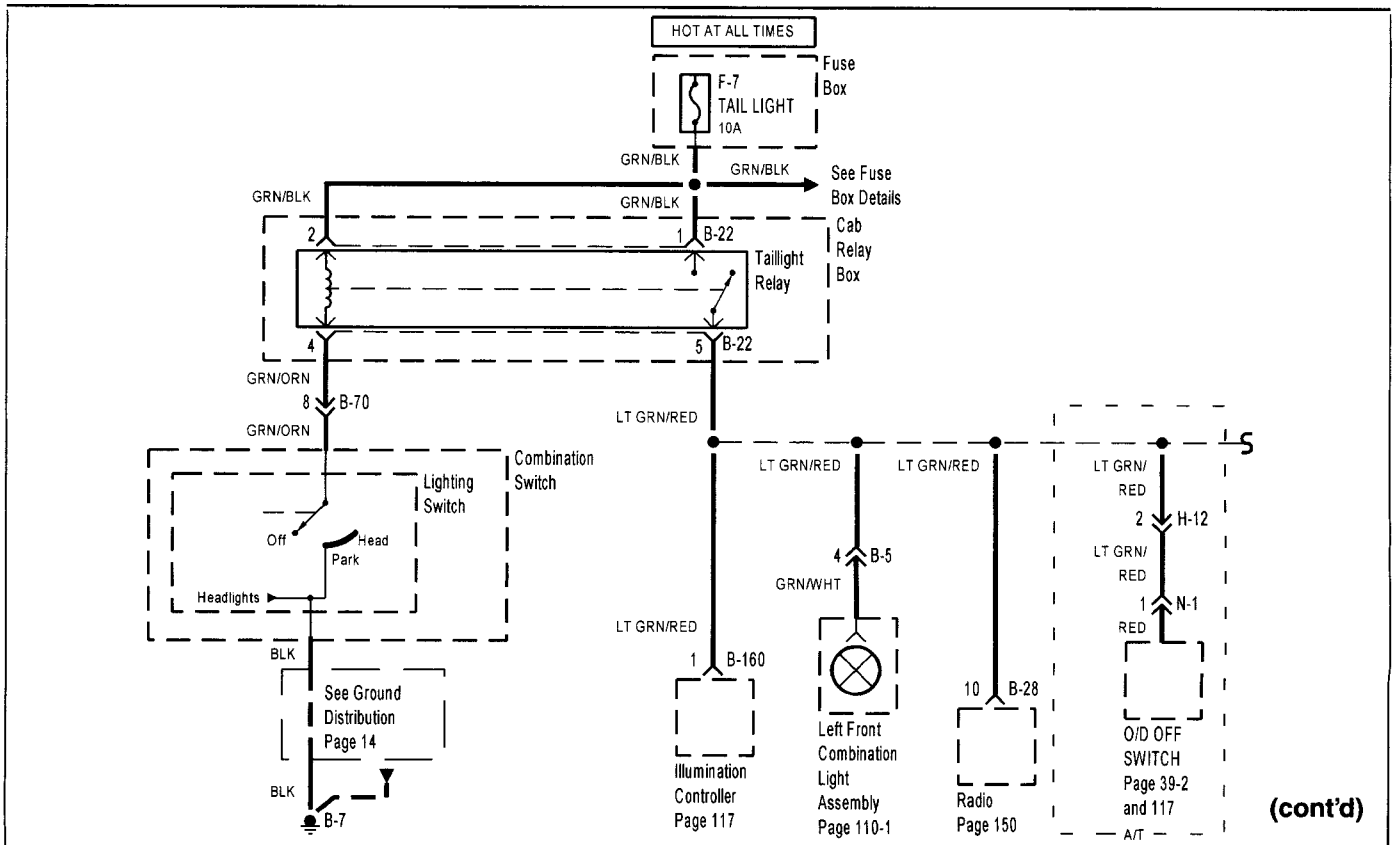 HOT AT ALL TIMES
Fuse
Box
F-7
TAIL LIGHT
10A
GRN/BLK
GRN/BLK
See Fuse
Box Details
GRN/BLK
GRN/BLK
Cab
Relay
Box
2
1
B-22
Taillight
Relay
4
5
B-22
GRN/ORN
8
B-70
GRN/ORN
LT GRN/RED
Combination
Switch
Lighting
Switch
Off
Head
Park
Headlights
LT GRN/RED
LT GRN/RED
LT GRN/
RED
2
H-12
4
B-5
LT GRN/
RED
GRN/WHT
1
N-1
RED
LT GRN/RED
BLK
1
B-160
10
B-28
See Ground
Distribution
Page 14
BLK
B-7
Illumination
Controller
Page 117
Left Front
Combination
Light
Assembly
Page 110-1
Radio
Page 150
O/D OFF
SWITCH
Page 39-2
and 117
A/T
(cont'd)